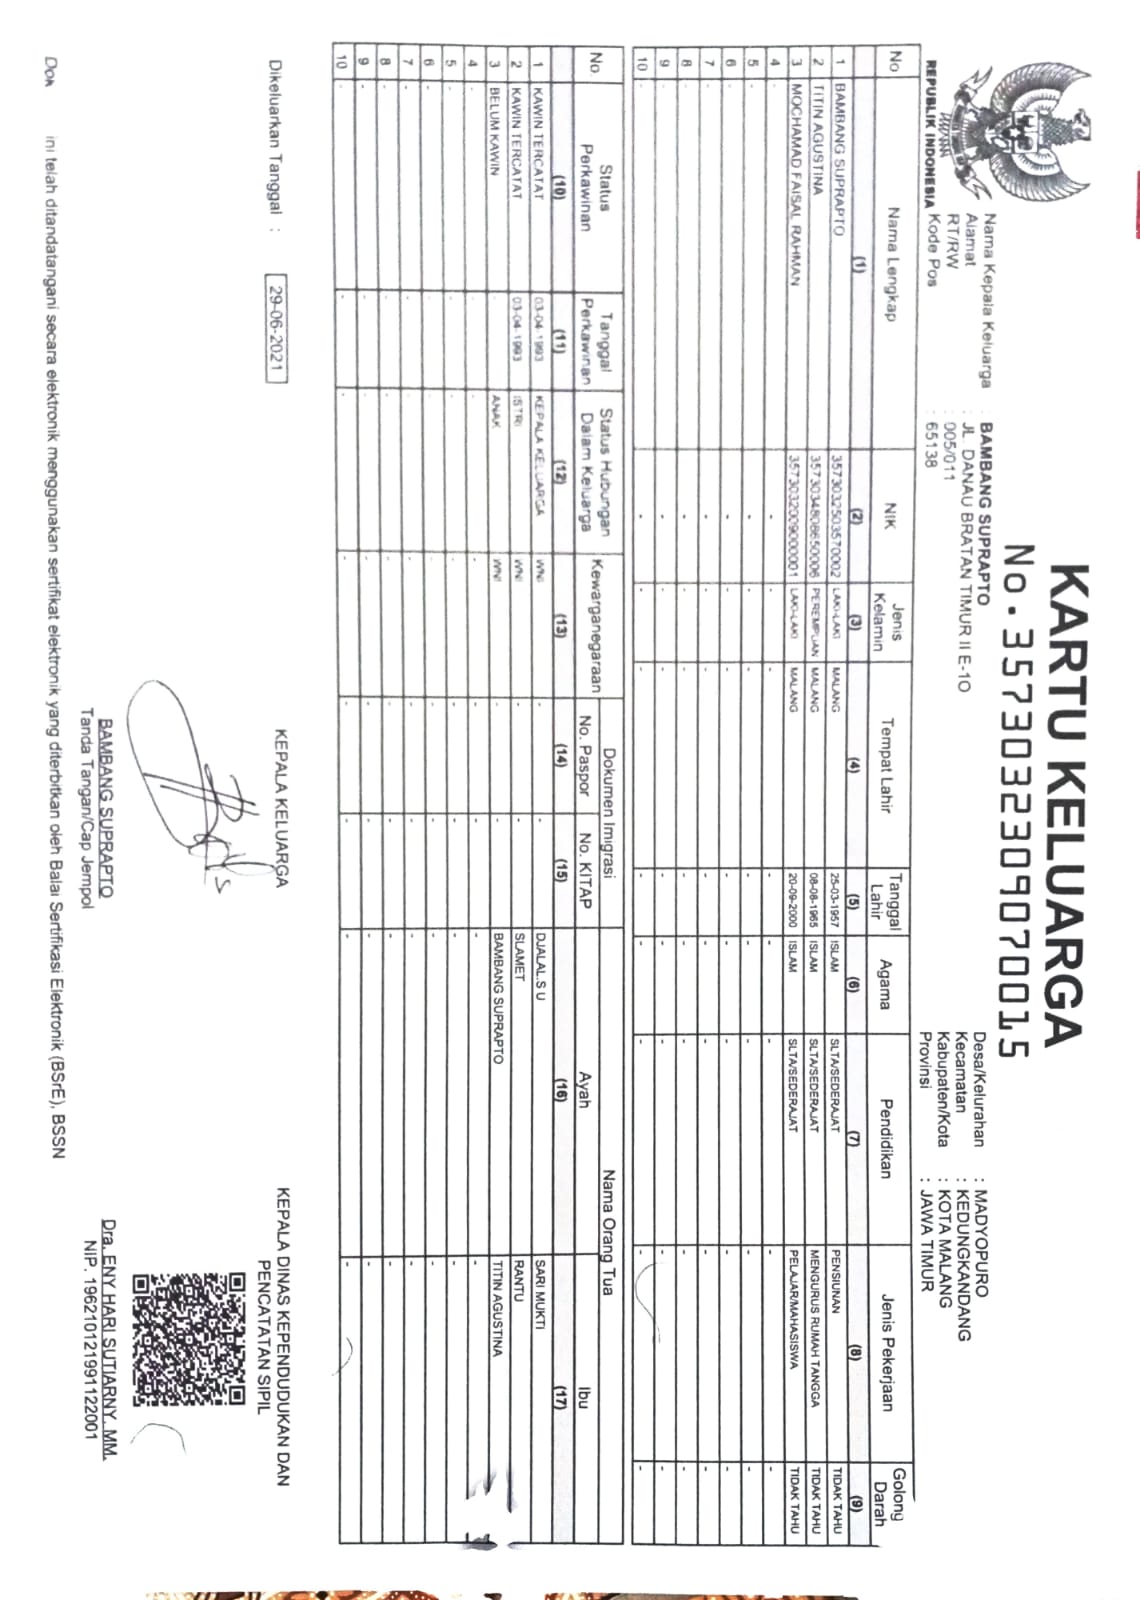 KARTU KELUARGA
No. 3573032309070015
REPUBLIK INDONESIA
Nama Kepala Keluarga : BAMBANG SUPRAPTO
Alamat : JL. DANAU BRATAN TIMUR II E-10
RT/RW : 005/011
Kode Pos : 65138
Desa/Kelurahan : MADYOPURO
Kecamatan : KEDUNGKANDANG
Kabupaten/Kota : KOTA MALANG
Provinsi : JAWA TIMUR
No Nama Lengkap NIK Jenis Kelamin Tempat Lahir Tanggal Lahir Agama Pendidikan Jenis Pekerjaan Golong Darah
(1) (2) (3) (4) (5) (6) (7) (8) (9)
1 BAMBANG SUPRAPTO 3573032503570002 LAKI-LAKI MALANG 25-03-1957 ISLAM SLTA/SEDERAJAT PENSIUNAN TIDAK TAHU
2 TITIN AGUSTINA 3573034808650006 PEREMPUAN MALANG 08-08-1965 ISLAM SLTA/SEDERAJAT MENGURUS RUMAH TANGGA TIDAK TAHU
3 MOCHAMAD FAISAL RAHMAN 3573032009000001 LAKI-LAKI MALANG 20-09-2000 ISLAM SLTA/SEDERAJAT PELAJAR/MAHASISWA TIDAK TAHU
4 - - - - - - - - -
5 - - - - - - - - -
6 - - - - - - - - -
7 - - - - - - - - -
8 - - - - - - - - -
9 - - - - - - - - -
10 - - - - - - - - -
No Status Perkawinan Tanggal Perkawinan Status Hubungan Dalam Keluarga Kewarganegaraan Dokumen Imigrasi Nama Orang Tua
No. Paspor No. KITAP Ayah Ibu
(10) (11) (12) (13) (14) (15) (16) (17)
1 KAWIN TERCATAT 03-04-1993 KEPALA KELUARGA WNI - - DJALAL.S U SARI MUKTI
2 KAWIN TERCATAT 03-04-1993 ISTRI WNI - - SLAMET RANTU
3 BELUM KAWIN - ANAK WNI - - BAMBANG SUPRAPTO TITIN AGUSTINA
4 - - - - - - - -
5 - - - - - - - -
6 - - - - - - - -
7 - - - - - - - -
8 - - - - - - - -
9 - - - - - - - -
10 - - - - - - - -
Dikeluarkan Tanggal : 29-06-2021
KEPALA KELUARGA
BAMBANG SUPRAPTO
Tanda Tangan/Cap Jempol
KEPALA DINAS KEPENDUDUKAN DAN
PENCATATAN SIPIL
Dra. ENY HARI SUTIARNY, MM.
NIP. 196210121991122001
ini telah ditandatangani secara elektronik menggunakan sertifikat elektronik yang diterbitkan oleh Balai Sertifikasi Elektronik (BSrE), BSSN